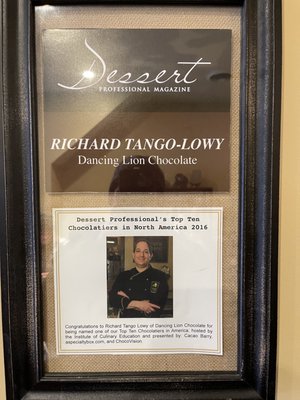 Dessert
PROFESSIONAL MAGAZINE
RICHARD TANGO-LOWY
Dancing Lion Chocolate
Dessert Professional's Top Ten
Chocolatiers in North America 2016
Congratulations to Richard Tango Lowy of Dancing Lion Chocolate for
being named one of our Top Ten Chocolatiers in America, hosted by
the Institute of Culinary Education and presented by: Cacao Barry,
aspecialtybox.com, and ChocoVision.